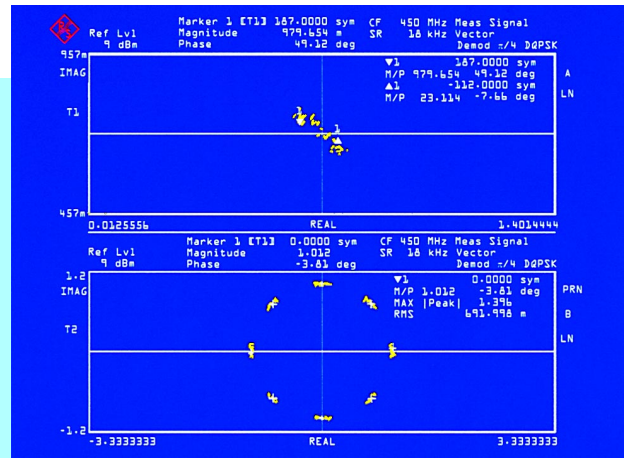 Marker 1 [T1] 187.0000 sym CF 450 MHz Meas Signal
Ref Lvl Magnitude 979.654 m SR 18 kHz Vector
9 dBm Phase 49.12 deg Demod π/4 DQPSK
957m
▼1 187.0000 sym
IMAG M/P 979.654 49.12 deg A
▲1 -112.0000 sym
M/P 23.114 -7.66 deg LN
T1
1
1
457m
0.0125556 REAL 1.4014444
Marker 1 [T1] 0.0000 sym CF 450 MHz Meas Signal
Ref Lvl Magnitude 1.012 SR 18 kHz Vector
9 dBm Phase -3.81 deg Demod π/4 DQPSK
1.2 ▼1 0.0000 sym
IMAG M/P 1.012 -3.81 deg PRN
MAX |Peak| 1.396
RMS 691.998 m B
T2
LN
-1.2
-3.3333333 REAL 3.3333333